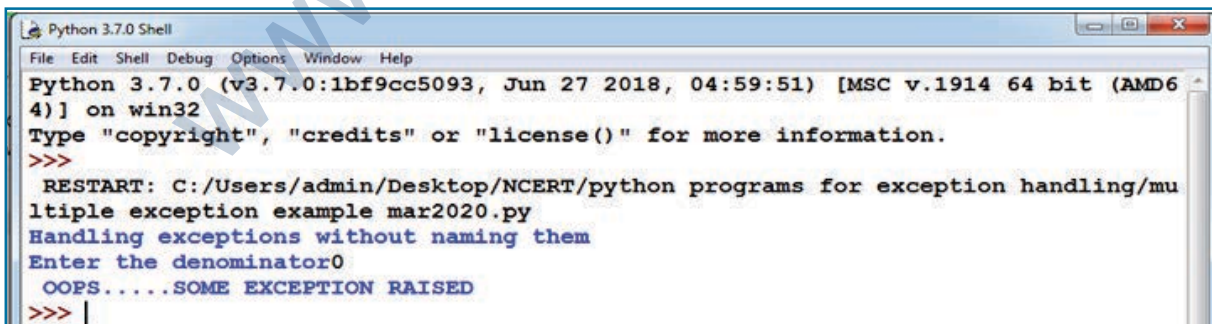 Python 3.7.0 Shell
File Edit Shell Debug Options Window Help
Python 3.7.0 (v3.7.0:1bf9cc5093, Jun 27 2018, 04:59:51) [MSC v.1914 64 bit (AMD6
4)] on win32
Type "copyright", "credits" or "license()" for more information.
>>>
RESTART: C:/Users/admin/Desktop/NCERT/python programs for exception handling/mu
ltiple exception example mar2020.py
Handling exceptions without naming them
Enter the denominator0
OOPS.....SOME EXCEPTION RAISED
>>>